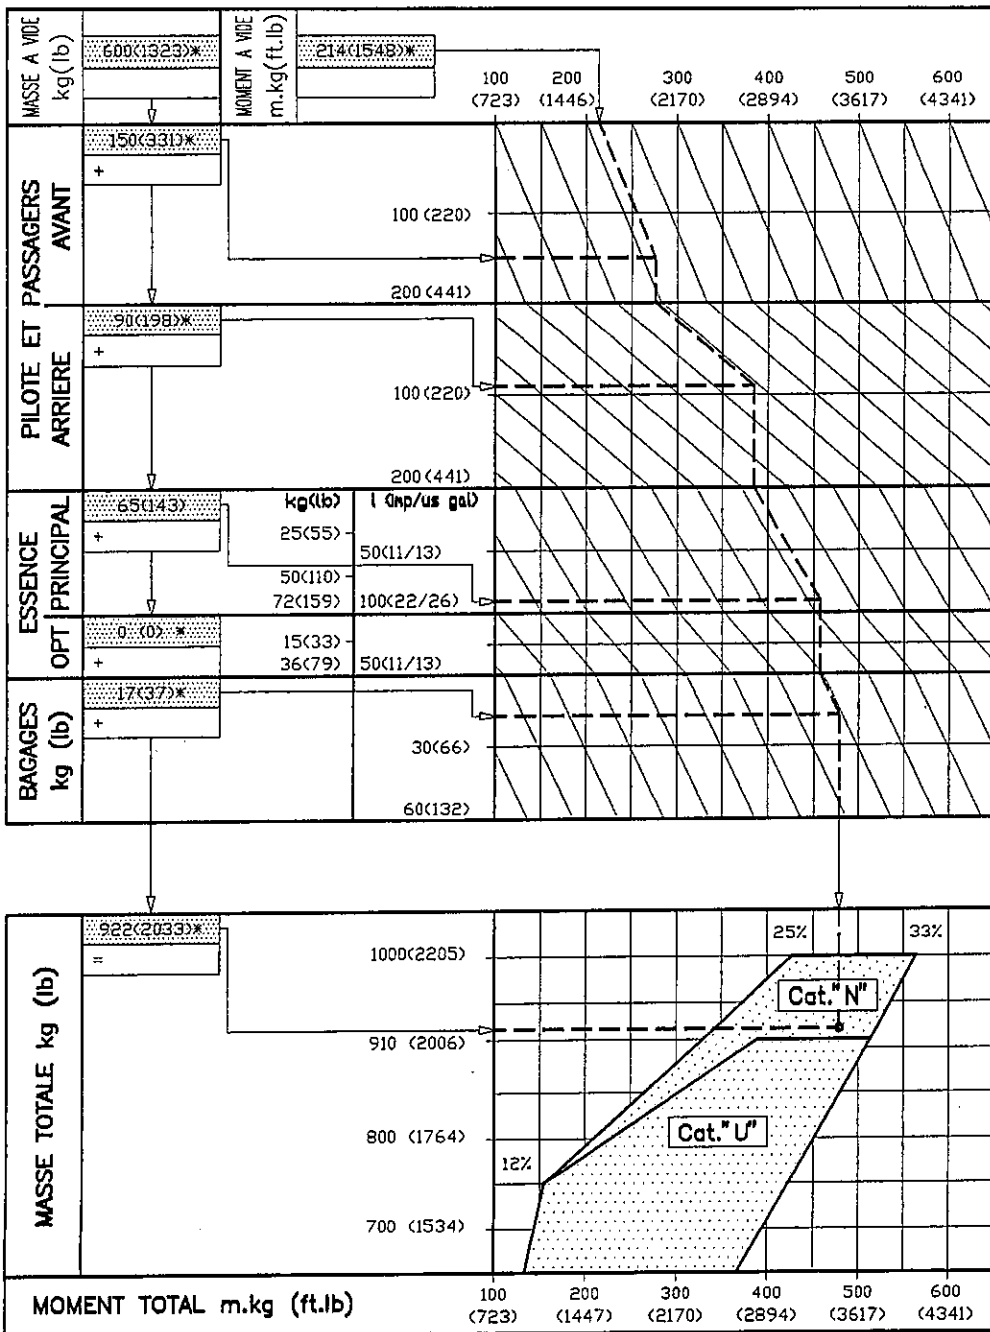 MASSE A VIDE
kg(lb)
600(1323)*
MOMENT A VIDE
m.kg(ft.lb)
214(1548)*
100 200 300 400 500 600
(723) (1446) (2170) (2894) (3617) (4341)
PILOTE ET PASSAGERS
AVANT
150(331)*
+
100(220)
200(441)
ARRIERE
90(198)*
+
100(220)
200(441)
ESSENCE
PRINCIPAL
65(143)
+
kg(lb) l (imp/us gal)
25(55)
50(11/13)
50(110)
72(159) 100(22/26)
OPT
0 (0) *
+
15(33)
36(79) 50(11/13)
BAGAGES
kg (lb)
17(37)*
+
30(66)
60(132)
MASSE TOTALE kg (lb)
922(2033)*
=
25% 33%
1000(2205)
Cat."N"
910 (2006)
Cat."U"
800 (1764)
12%
700 (1534)
MOMENT TOTAL m.kg (ft.lb)
100 200 300 400 500 600
(723) (1447) (2170) (2894) (3617) (4341)